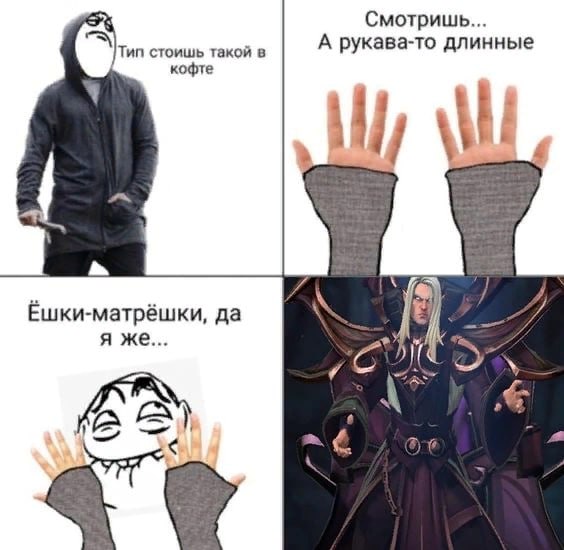 Тип стоишь такой в
кофте
Смотришь...
А рукава-то длинные
Ёшки-матрёшки, да
я же...